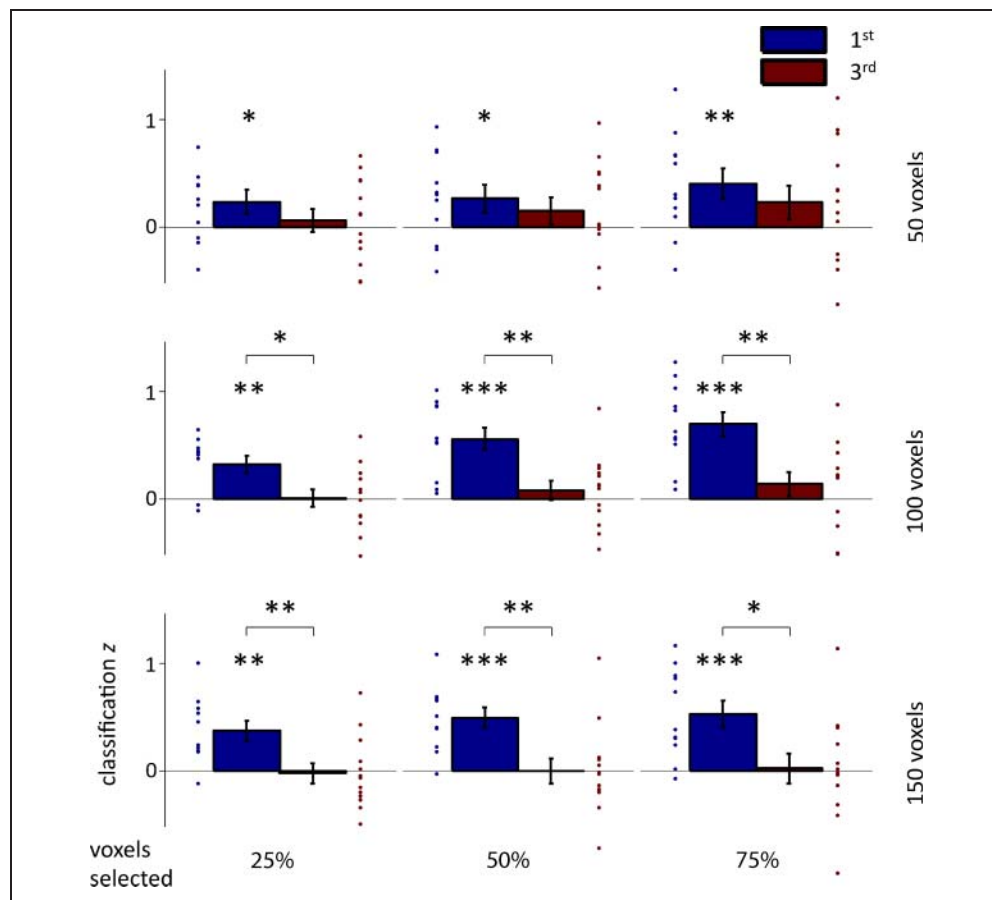 1st
3rd
1
* * **
0
50 voxels
* ** **
1
** *** ***
0
100 voxels
** ** *
1
** *** ***
0
classification z
150 voxels
voxels selected
25% 50% 75%